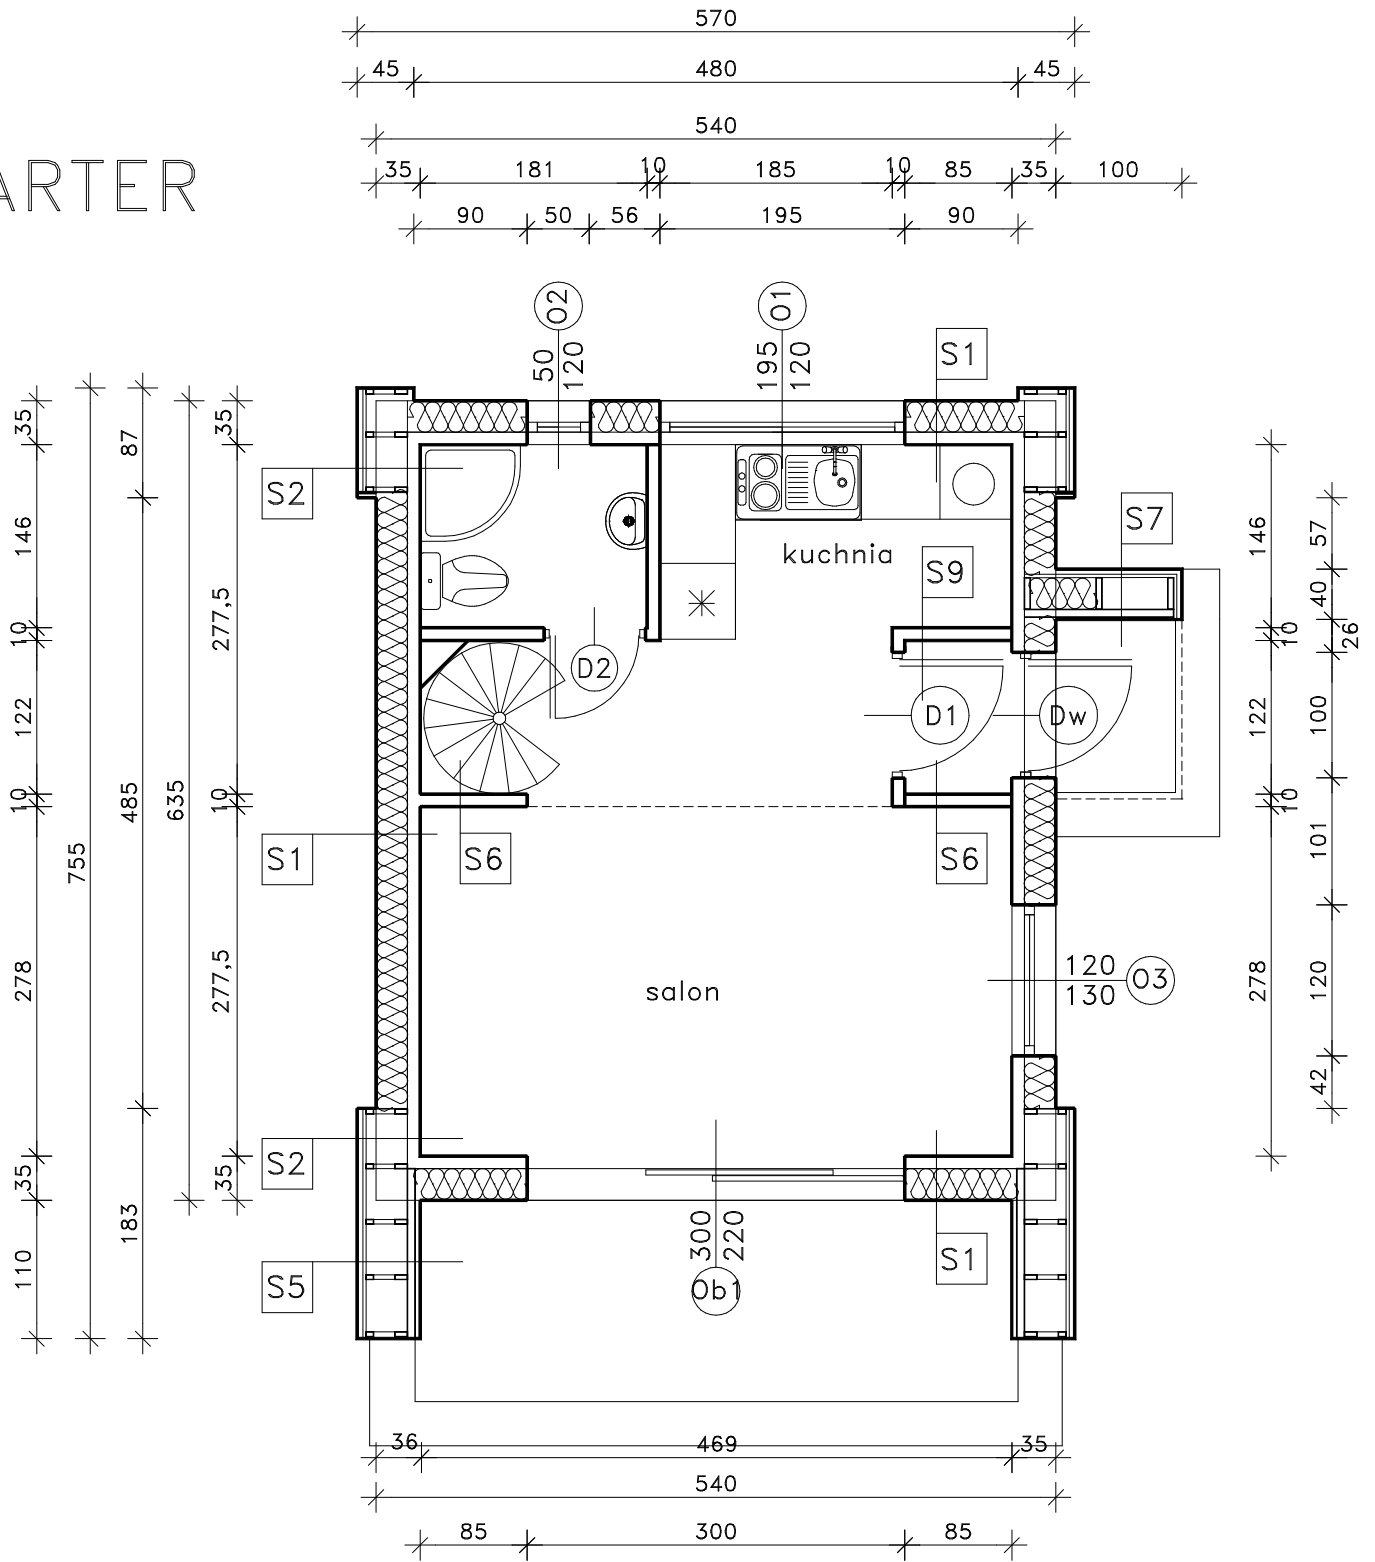 570
45 480 45
540
35 181 10 185 10 85 35 100
90 50 56 195 90
ARTER
O2 O1
50 120
195 120
S1
S2
S7
kuchnia
S9
D2
D1 Dw
S1 S6 S6
salon
120
130
O3
S2
300 220
S1
S5
Ob1
35 146 10 122 10 278 35 110
755
87 485 183
635
35 277,5 10 277,5 35
146 10 122 10 278
57 40 26 100 101 120 42
36 469 35
540
85 300 85